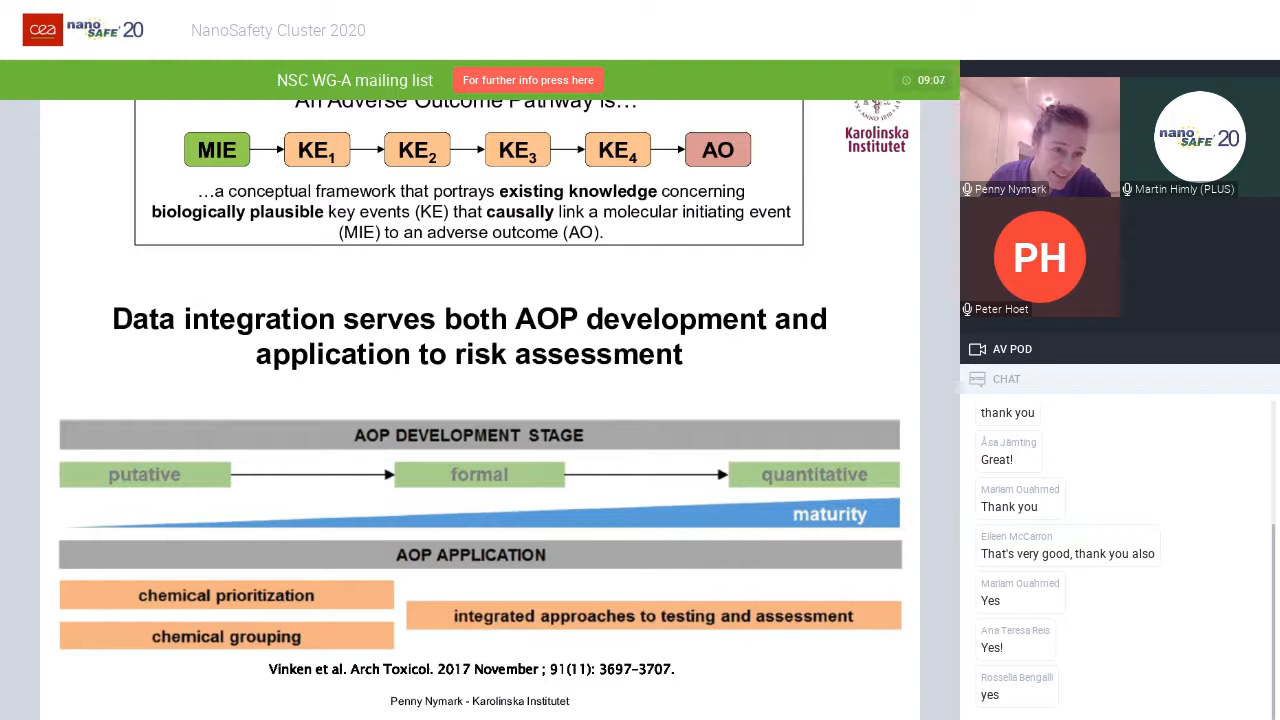 cea nano SAFE'20
NanoSafety Cluster 2020
NSC WG-A mailing list
For further info press here
09:07
An Adverse Outcome Pathway is…
MIE KE1 KE2 KE3 KE4 AO
…a conceptual framework that portrays existing knowledge concerning
biologically plausible key events (KE) that causally link a molecular initiating event
(MIE) to an adverse outcome (AO).
Karolinska
Institutet
Data integration serves both AOP development and
application to risk assessment
AOP DEVELOPMENT STAGE
putative formal quantitative
maturity
AOP APPLICATION
chemical prioritization
integrated approaches to testing and assessment
chemical grouping
Vinken et al. Arch Toxicol. 2017 November ; 91(11): 3697-3707.
Penny Nymark - Karolinska Institutet
nano SAFE'20
Penny Nymark
Martin Himly (PLUS)
PH
Peter Hoet
AV POD
CHAT
thank you
Åsa Jämting
Great!
Mariam Ouahmed
Thank you
Eileen McCarron
That's very good, thank you also
Mariam Ouahmed
Yes
Ana Teresa Reis
Yes!
Rossella Bengalli
yes